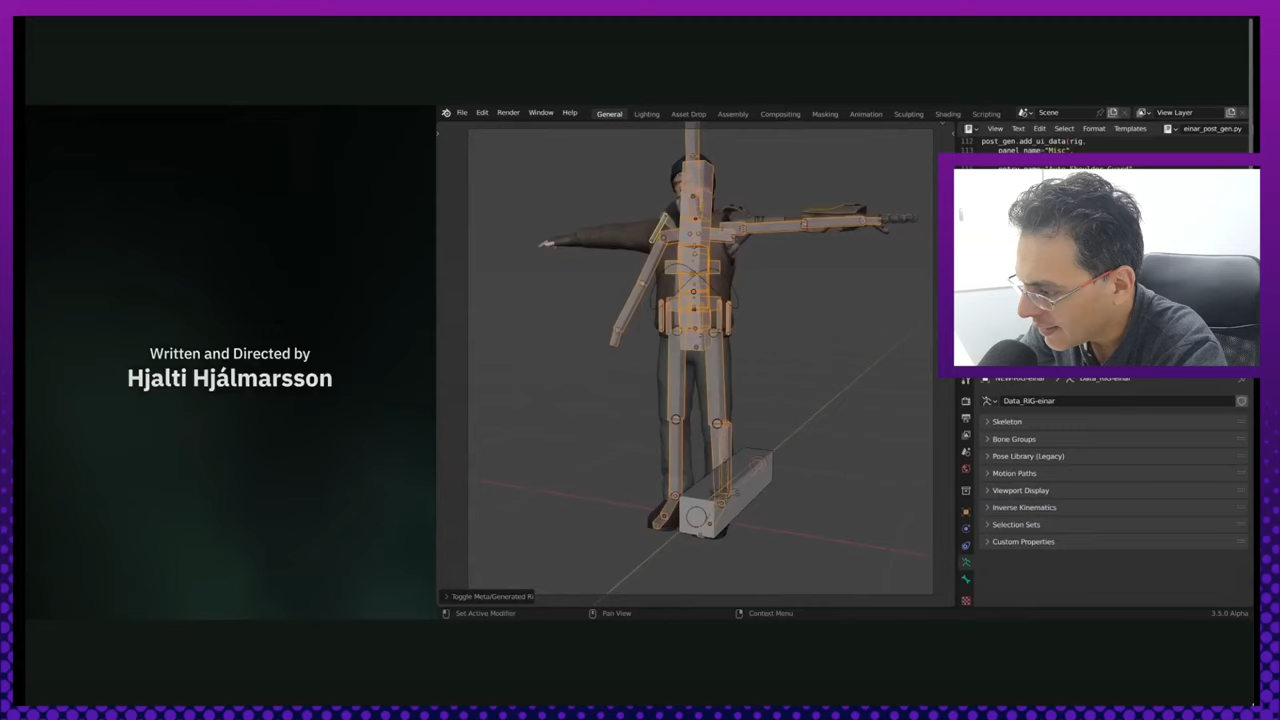 Written and Directed by
Hjalti Hjálmarsson
File Edit Render Window Help
General Lighting Asset Drop Assembly Compositing Masking Animation Sculpting Shading Scripting
Scene
View Layer
View Text Edit Select Format Templates
einar_post_gen.py
112 post_gen.add_ui_data(rig,
113 panel_name="Misc",
Data_RIG-einar
Skeleton
Bone Groups
Pose Library (Legacy)
Motion Paths
Viewport Display
Inverse Kinematics
Selection Sets
Custom Properties
Toggle Meta/Generated Ri
Set Active Modifier
Pan View
Context Menu
3.5.0 Alpha